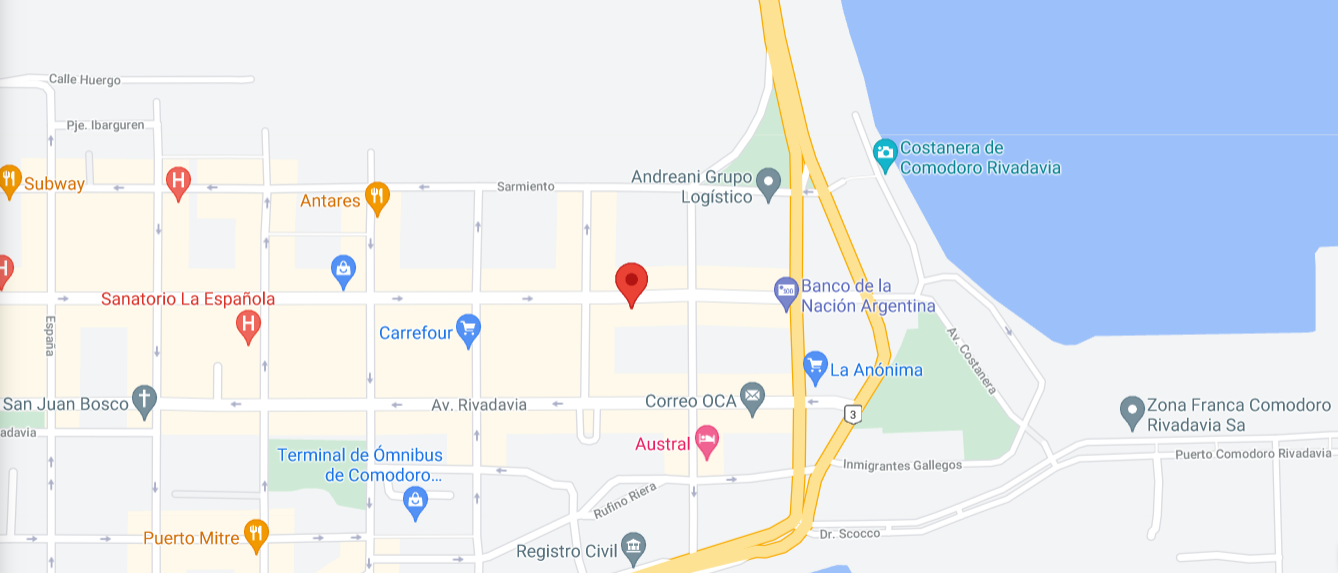 Calle Huergo
Pje. Ibarguren
Costanera de
Comodoro Rivadavia
Subway
H
Antares
Sarmiento
Andreani Grupo
Logístico
H
Sanatorio La Española
H
Banco de la
Nación Argentina
España
Carrefour
Av. Costanera
La Anónima
San Juan Bosco
Av. Rivadavia
Correo OCA
3
Zona Franca Comodoro
Rivadavia Sa
adavia
Austral
Puerto Comodoro Rivadavia
Terminal de Ómnibus
de Comodoro...
Inmigrantes Gallegos
Rufino Riera
Puerto Mitre
Dr. Scocco
Registro Civil